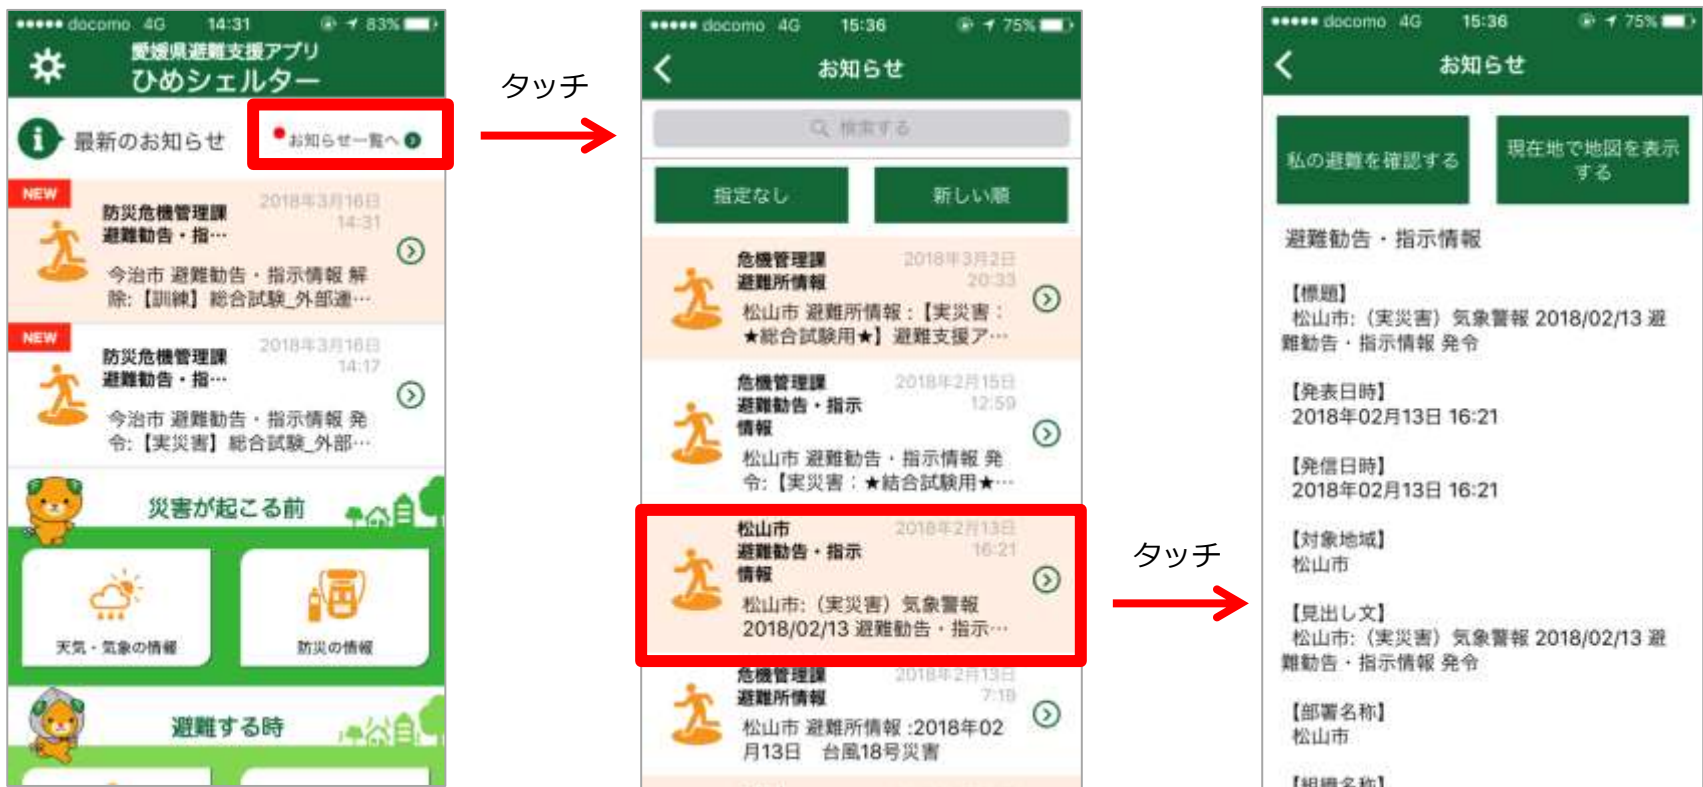 docomo 4G 14:31 83%
愛媛県避難支援アプリ
ひめシェルター
最新のお知らせ
お知らせ一覧へ
NEW
防災危機管理課
2018年3月16日
14:31
避難勧告・指…
今治市 避難勧告・指示情報 解
除:【訓練】総合試験_外部連…
NEW
防災危機管理課
2018年3月16日
14:17
避難勧告・指…
今治市 避難勧告・指示情報 発
令:【実災害】総合試験_外部…
災害が起こる前
天気・気象の情報
防災の情報
避難する時
タッチ
docomo 4G 15:36 75%
お知らせ
検索する
指定なし
新しい順
危機管理課
2018年3月2日
避難所情報
20:33
松山市 避難所情報 :【実災害：
★総合試験用★】避難支援ア…
危機管理課
2018年2月15日
避難勧告・指示
12:59
情報
松山市 避難勧告・指示情報 発
令:【実災害：★結合試験用★…
松山市
2018年2月13日
避難勧告・指示
16:21
情報
松山市:（実災害）気象警報
2018/02/13 避難勧告・指示…
危機管理課
2018年2月13日
避難所情報
7:19
松山市 避難所情報 :2018年02
月13日　台風18号災害
タッチ
docomo 4G 15:36 75%
お知らせ
私の避難を確認する
現在地で地図を表示
する
避難勧告・指示情報
【標題】
松山市:（実災害）気象警報 2018/02/13 避
難勧告・指示情報 発令
【発表日時】
2018年02月13日 16:21
【発信日時】
2018年02月13日 16:21
【対象地域】
松山市
【見出し文】
松山市:（実災害）気象警報 2018/02/13 避
難勧告・指示情報 発令
【部署名称】
松山市
【組織名称】